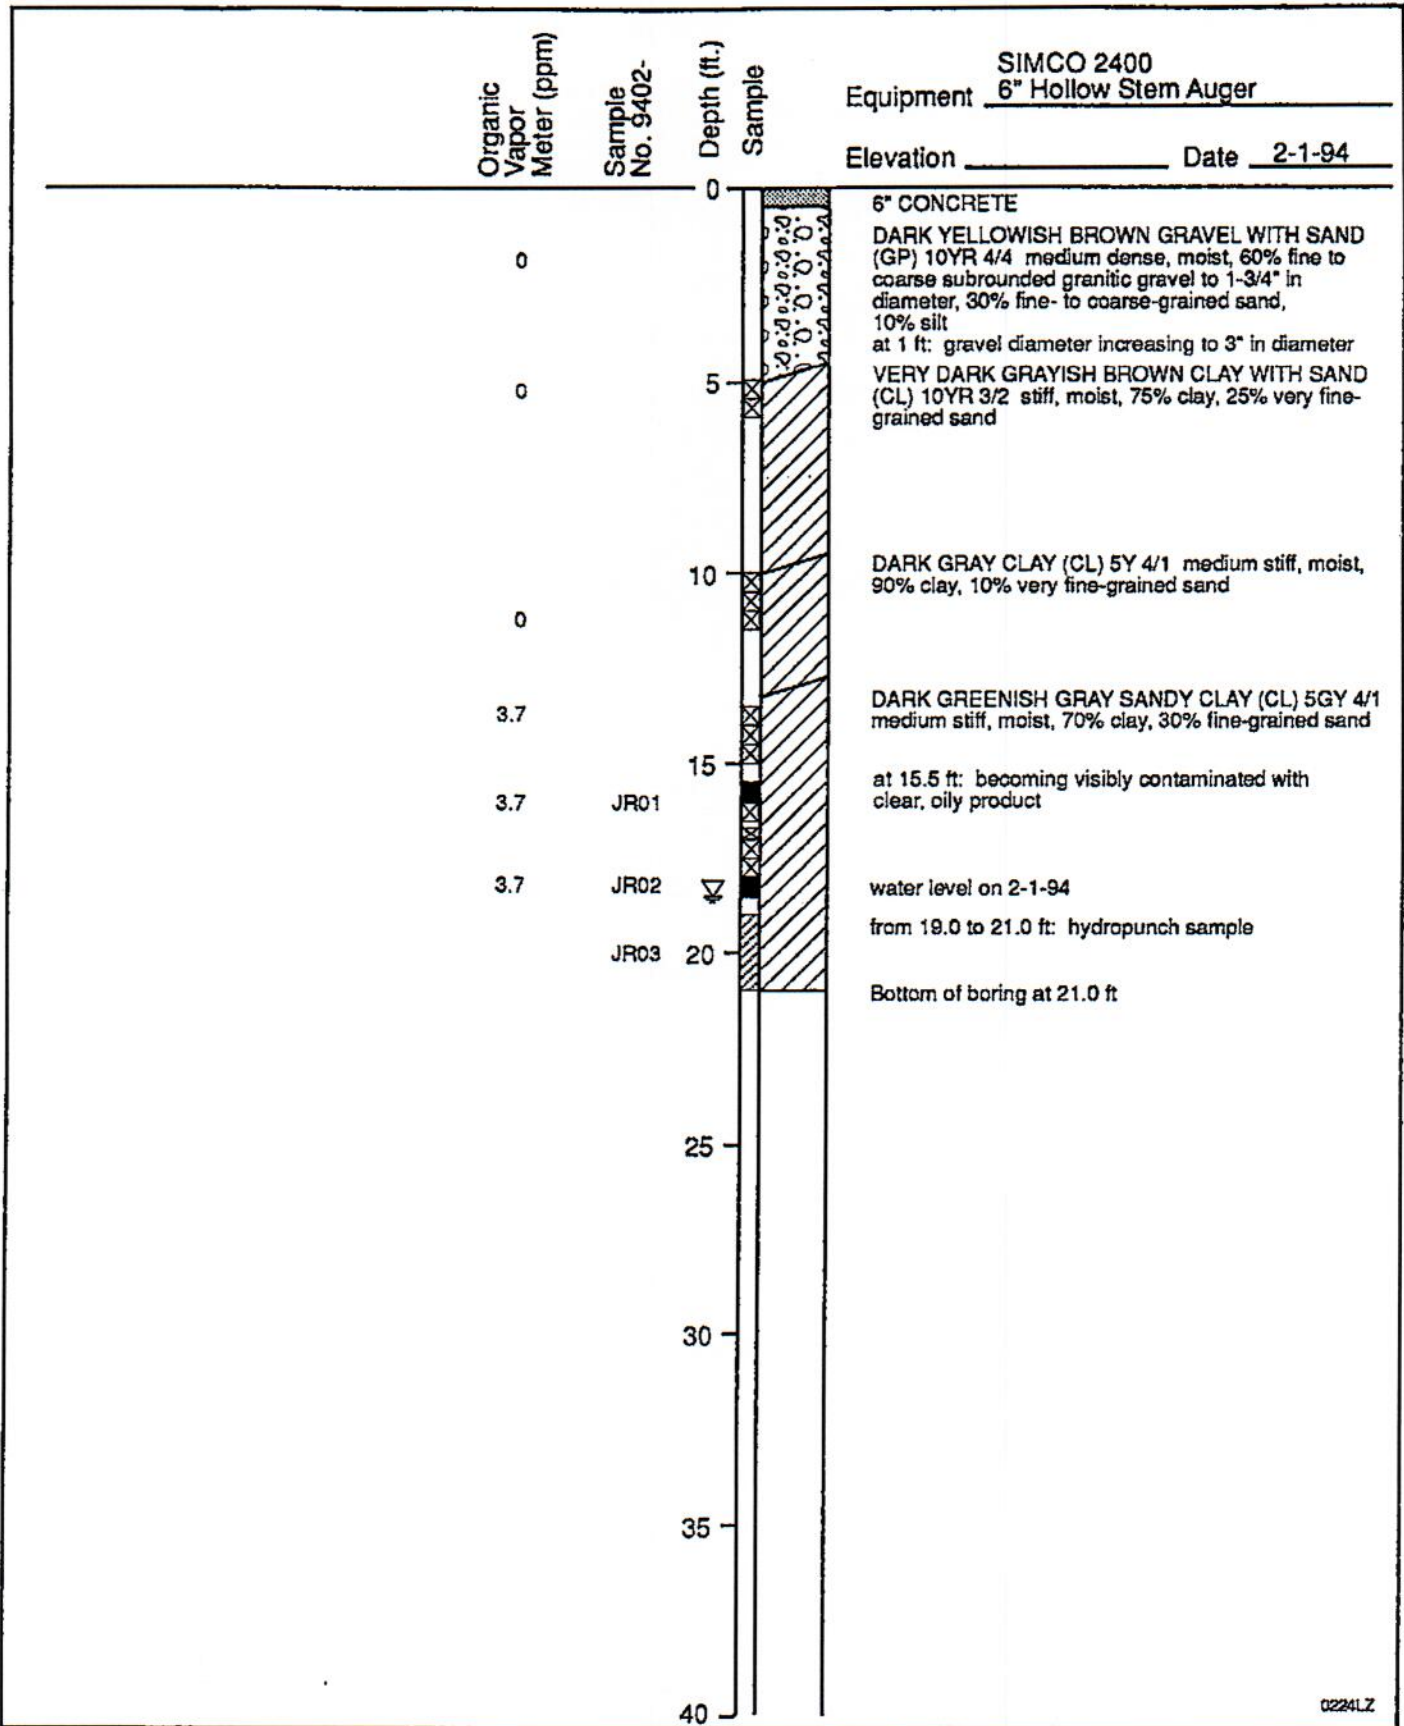 Organic
Vapor
Meter (ppm)
Sample
No. 9402-
Depth (ft.)
Sample
SIMCO 2400
Equipment 6" Hollow Stem Auger
Elevation Date 2-1-94
0
6" CONCRETE
DARK YELLOWISH BROWN GRAVEL WITH SAND
(GP) 10YR 4/4 medium dense, moist, 60% fine to
coarse subrounded granitic gravel to 1-3/4" in
diameter, 30% fine- to coarse-grained sand,
10% silt
at 1 ft: gravel diameter increasing to 3" in diameter
0
VERY DARK GRAYISH BROWN CLAY WITH SAND
(CL) 10YR 3/2 stiff, moist, 75% clay, 25% very fine-
grained sand
0 5
DARK GRAY CLAY (CL) 5Y 4/1 medium stiff, moist,
90% clay, 10% very fine-grained sand
10
0
DARK GREENISH GRAY SANDY CLAY (CL) 5GY 4/1
medium stiff, moist, 70% clay, 30% fine-grained sand
3.7
15
at 15.5 ft: becoming visibly contaminated with
clear, oily product
3.7 JR01
3.7 JR02 water level on 2-1-94
from 19.0 to 21.0 ft: hydropunch sample
JR03 20
Bottom of boring at 21.0 ft
25
30
35
40
0224LZ